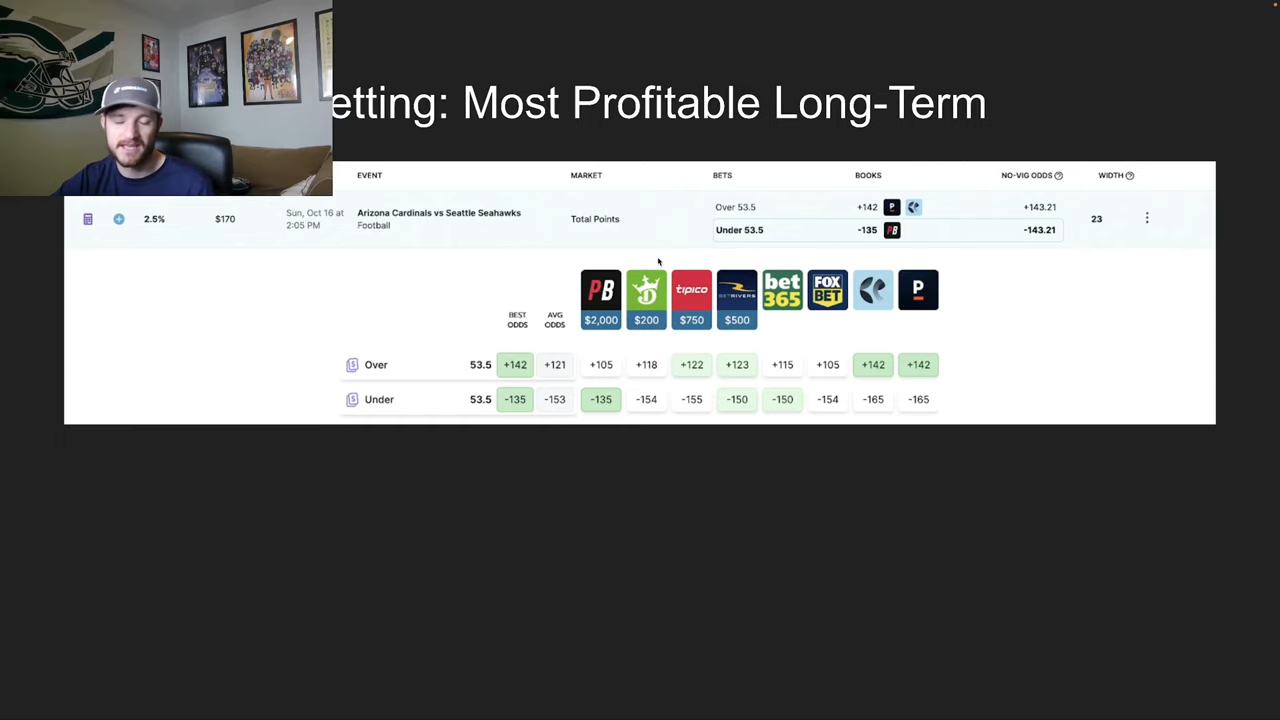 etting: Most Profitable Long-Term
EVENT MARKET BETS BOOKS NO-VIG ODDS WIDTH
2.5% $170 Sun, Oct 16 at 2:05 PM Arizona Cardinals vs Seattle Seahawks Football Total Points
Over 53.5 +142 P +143.21
Under 53.5 -135 PB -143.21
23
BEST ODDS AVG ODDS
PB tipico BETRIVERS bet365 FOX BET P
$2,000 $200 $750 $500
Over 53.5 +142 +121 +105 +118 +122 +123 +115 +105 +142 +142
Under 53.5 -135 -153 -135 -154 -155 -150 -150 -154 -165 -165